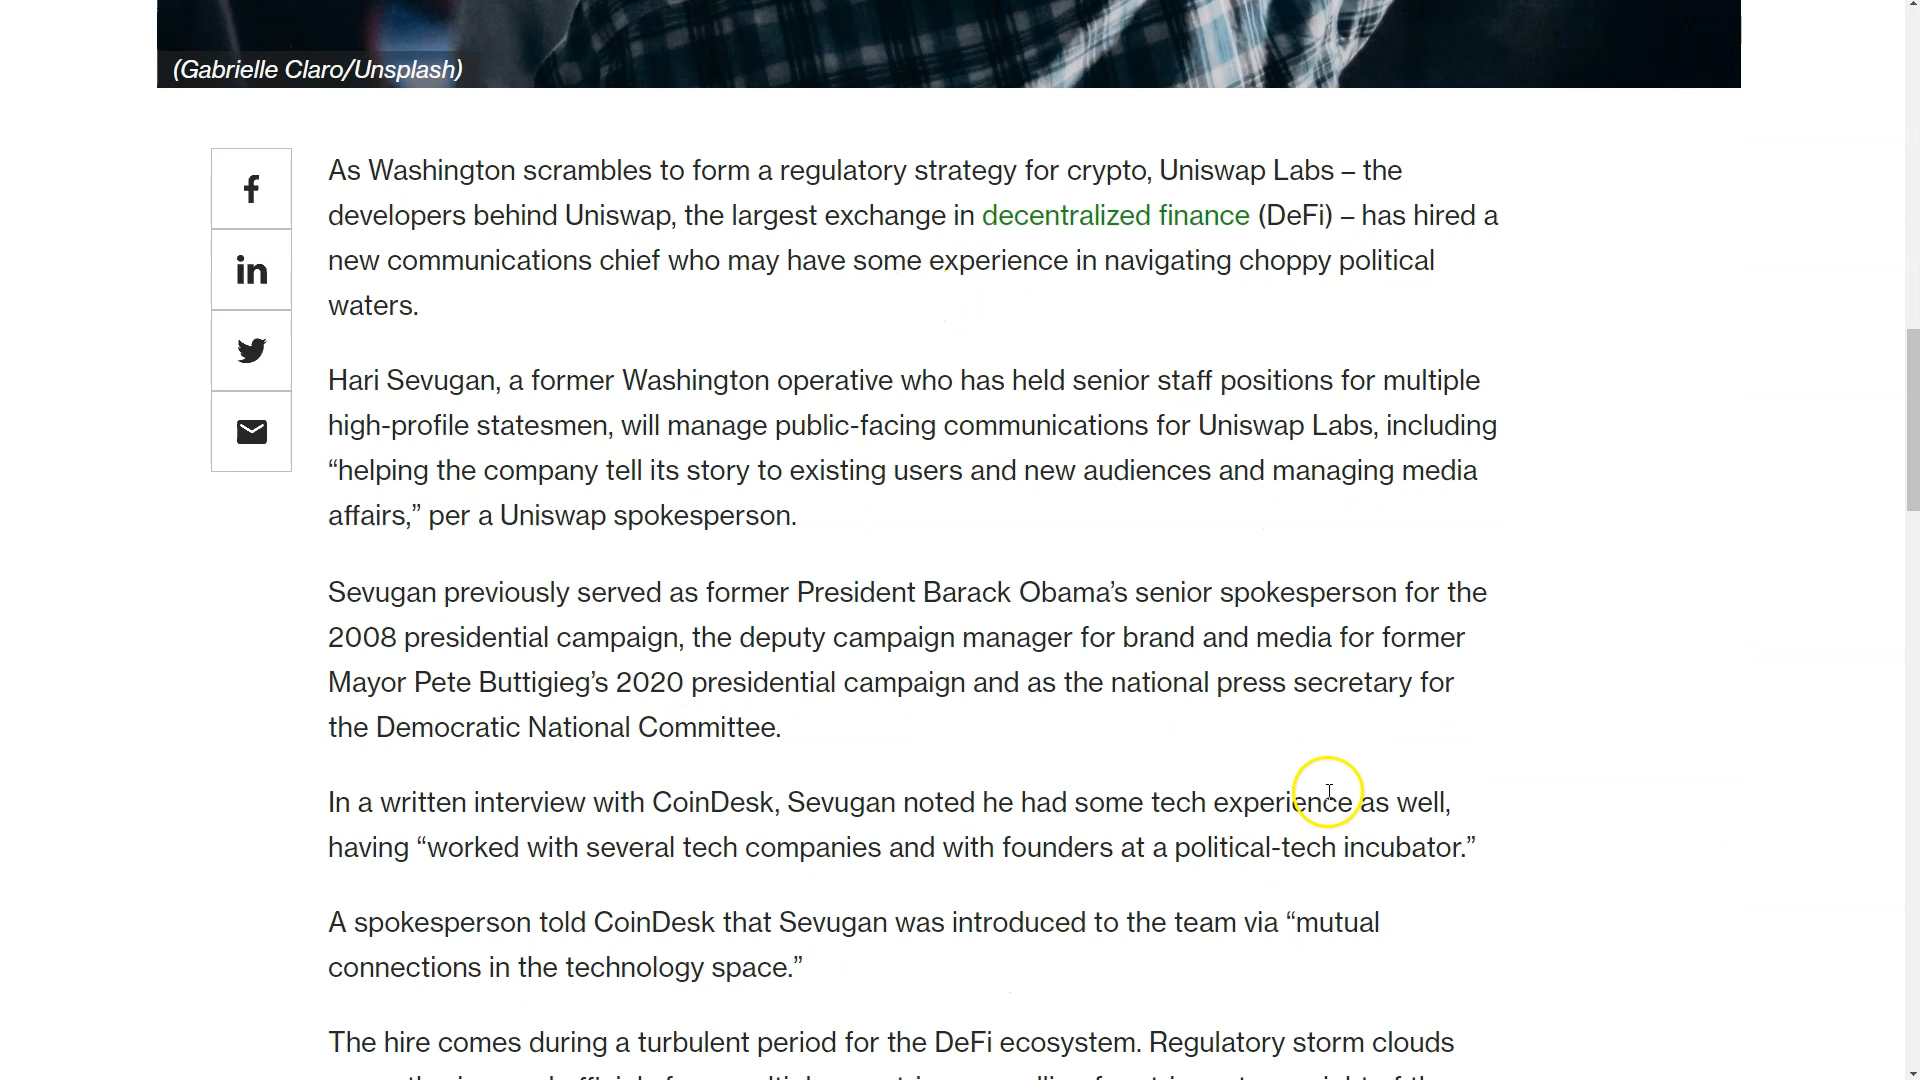 (Gabrielle Claro/Unsplash)
As Washington scrambles to form a regulatory strategy for crypto, Uniswap Labs – the
developers behind Uniswap, the largest exchange in decentralized finance (DeFi) – has hired a
new communications chief who may have some experience in navigating choppy political
waters.
Hari Sevugan, a former Washington operative who has held senior staff positions for multiple
high-profile statesmen, will manage public-facing communications for Uniswap Labs, including
“helping the company tell its story to existing users and new audiences and managing media
affairs,” per a Uniswap spokesperson.
Sevugan previously served as former President Barack Obama’s senior spokesperson for the
2008 presidential campaign, the deputy campaign manager for brand and media for former
Mayor Pete Buttigieg’s 2020 presidential campaign and as the national press secretary for
the Democratic National Committee.
In a written interview with CoinDesk, Sevugan noted he had some tech experience as well,
having “worked with several tech companies and with founders at a political-tech incubator.”
A spokesperson told CoinDesk that Sevugan was introduced to the team via “mutual
connections in the technology space.”
The hire comes during a turbulent period for the DeFi ecosystem. Regulatory storm clouds